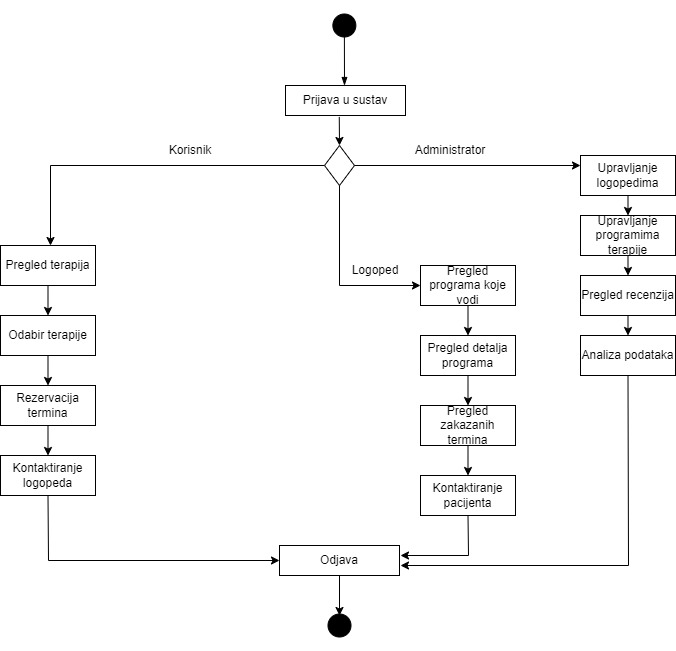 Prijava u sustav
Korisnik
Administrator
Upravljanje
logopedima
Upravljanje
programima
terapije
Pregled terapija
Logoped
Pregled
programa koje
vodi
Pregled recenzija
Odabir terapije
Pregled detalja
programa
Analiza podataka
Rezervacija
termina
Pregled
zakazanih
termina
Kontaktiranje
logopeda
Kontaktiranje
pacijenta
Odjava